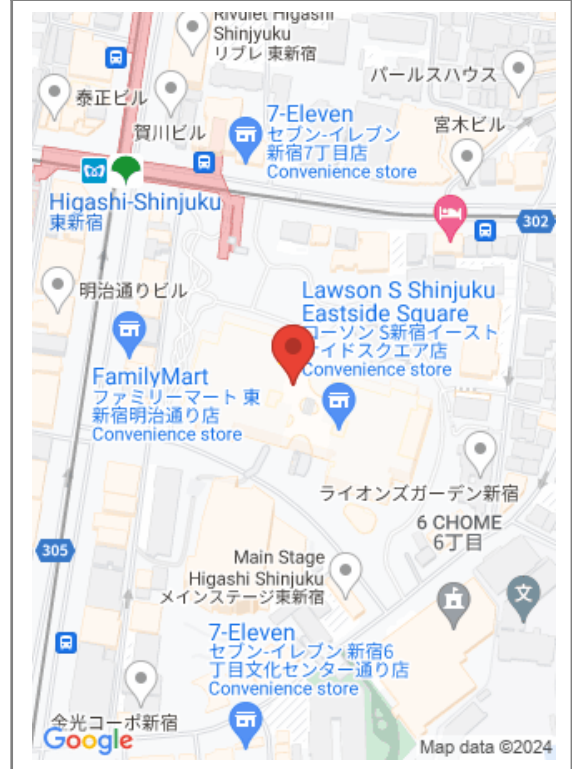 Rivulet Higashi
Shinjyuku
リブレ 東新宿
パールスハウス
泰正ビル
賀川ビル
7-Eleven
セブン-イレブン
新宿7丁目店
Convenience store
宮木ビル
Higashi-Shinjuku
東新宿
302
明治通りビル
Lawson S Shinjuku
Eastside Square
ローソン S新宿イースト
サイドスクエア店
Convenience store
FamilyMart
ファミリーマート 東
新宿明治通り店
Convenience store
ライオンズガーデン新宿
6 CHOME
6丁目
305
Main Stage
Higashi Shinjuku
メインステージ東新宿
文
7-Eleven
セブン-イレブン 新宿6
丁目文化センター通り店
Convenience store
金光コーポ新宿
Google
Map data ©2024